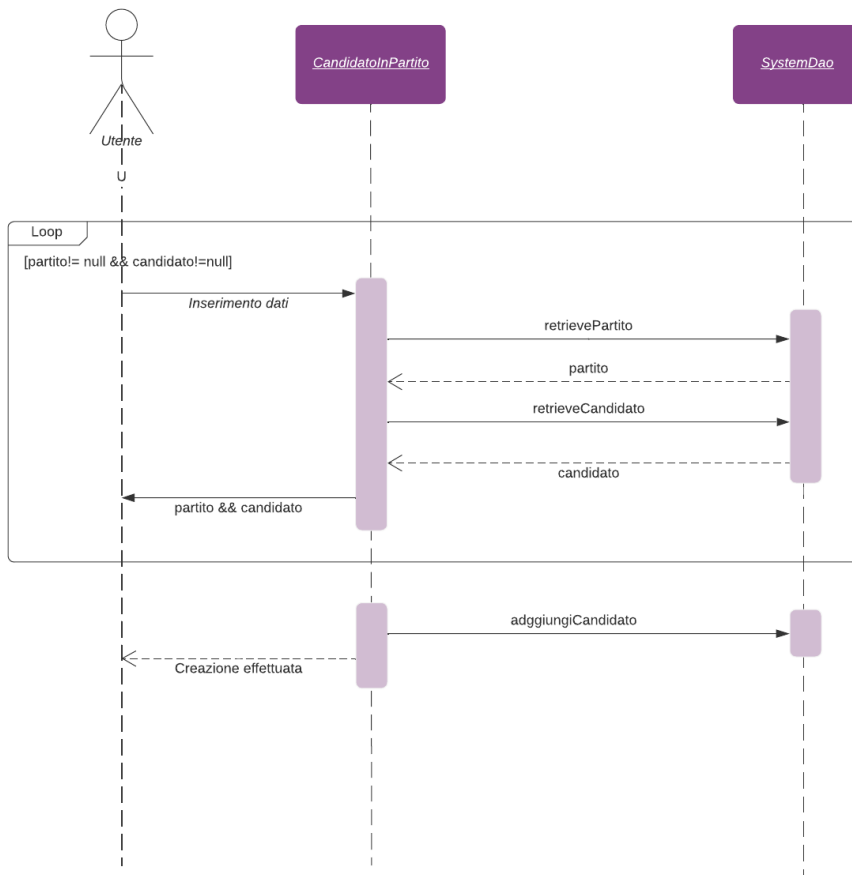 CandidatoInPartito
SystemDao
Utente
U
Loop
[partito!= null && candidato!=null]
Inserimento dati
retrievePartito
partito
retrieveCandidato
candidato
partito && candidato
adggiungiCandidato
Creazione effettuata